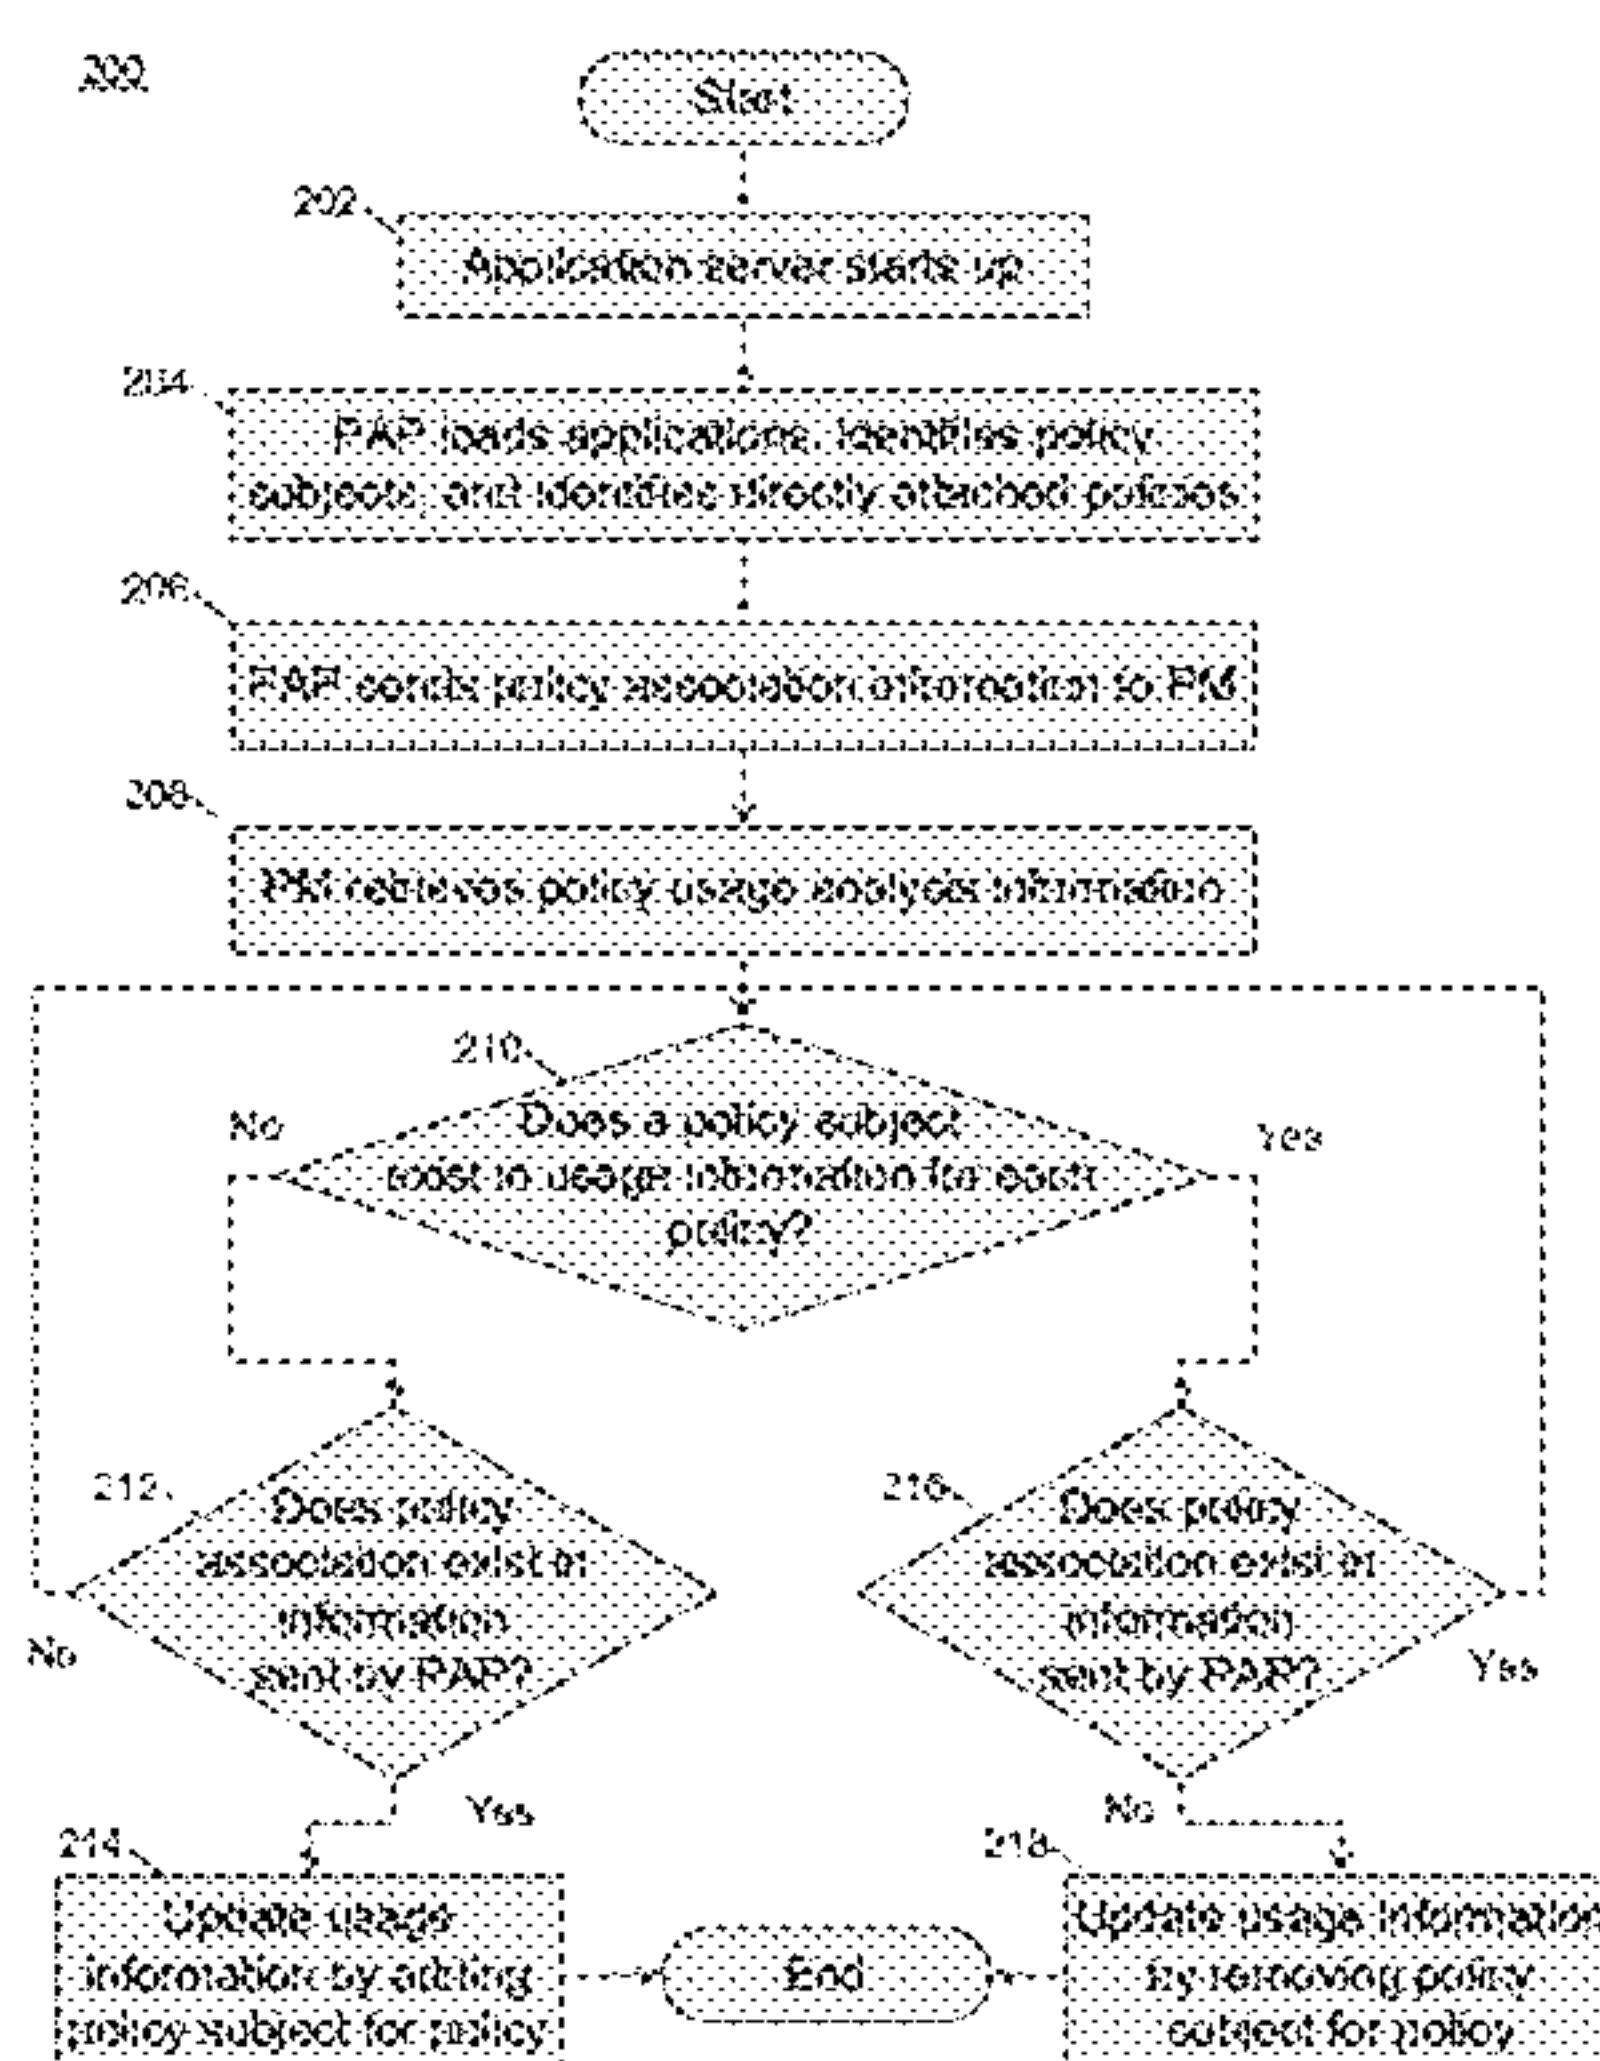 200
Start
202
Application server starts up
204
PAP loads applications, identifies policy
subjects, and identifies directly attached policies
206
PAP sends policy association information to PM
208
PM retrieves policy usage analysis information
210
No
Does a policy subject
exist in usage information for each
policy?
Yes
212
Does policy
association exist in
information
sent by PAP?
No
Yes
216
Does policy
association exist in
information
sent by PAP?
Yes
No
214
Update usage
information by adding
policy subject for policy
End
218
Update usage information
by removing policy
subject for policy